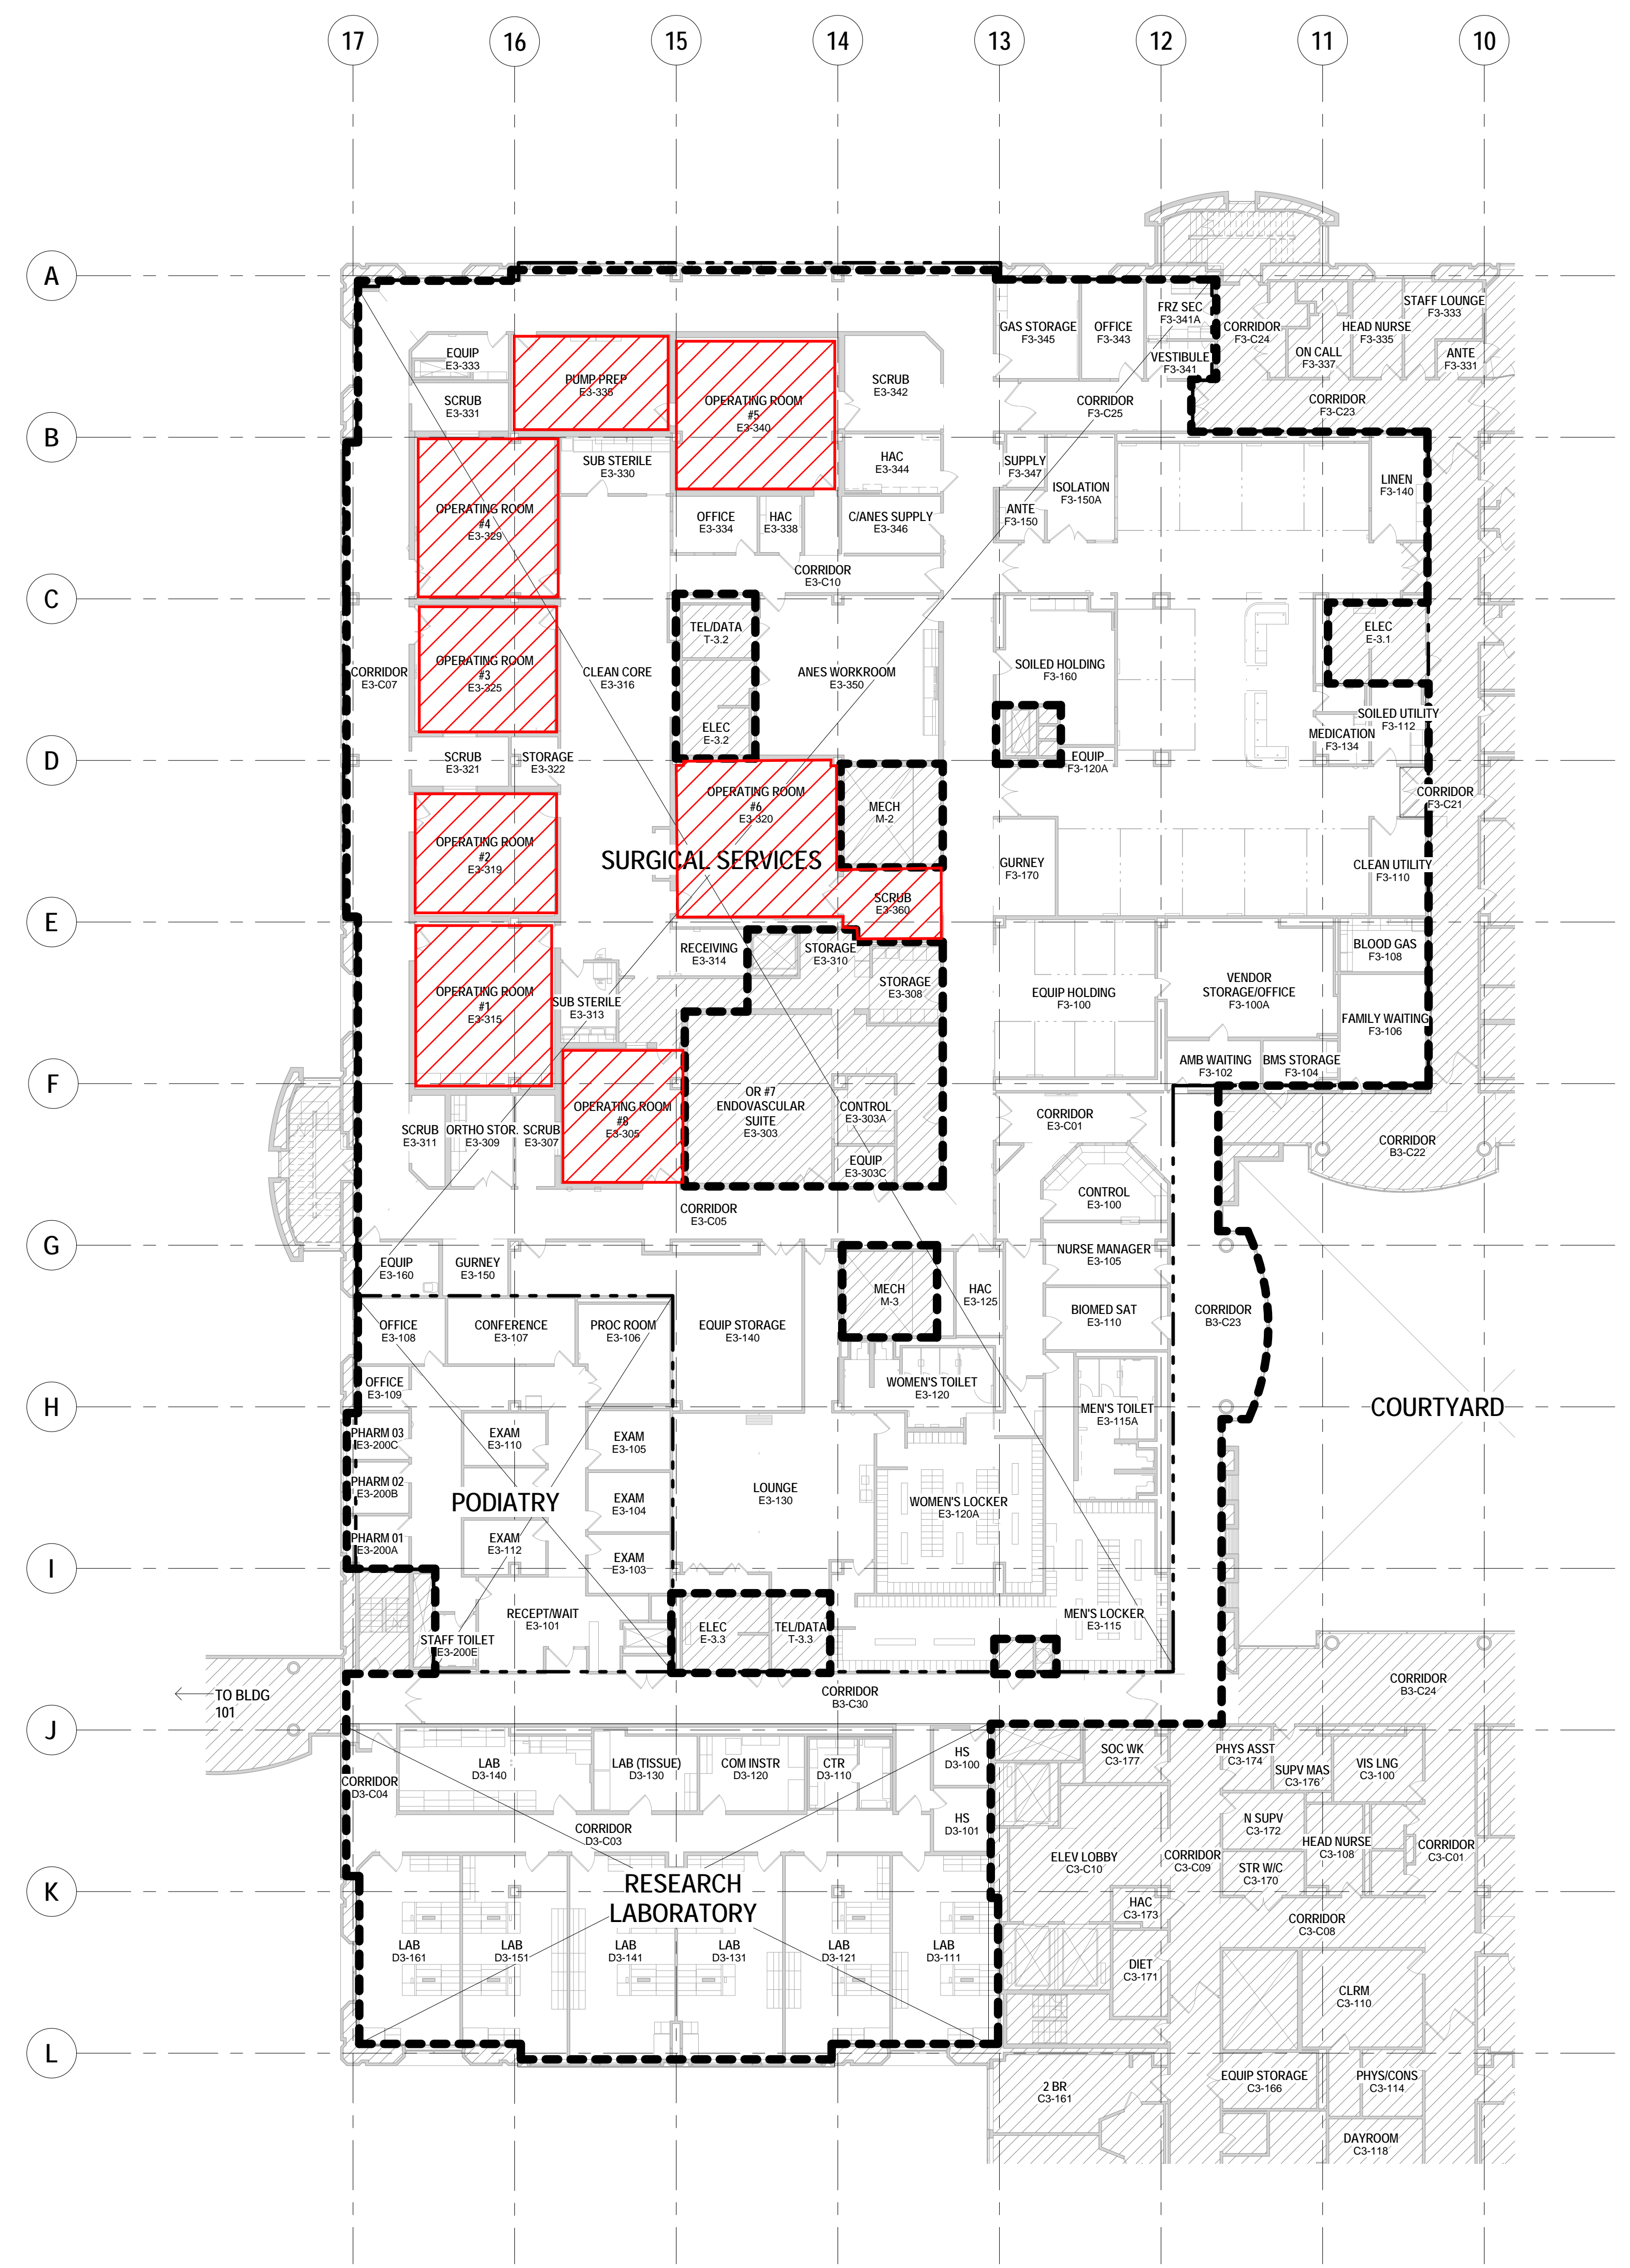 17
16
15
14
13
12
11
10
A
B
C
D
E
F
G
H
I
J
K
L
EQUIP
E3-333
SCRUB
E3-331
PUMP PREP
E3-335
OPERATING ROOM
#5
E3-340
SCRUB
E3-342
GAS STORAGE
F3-345
OFFICE
F3-343
FRZ SEC
F3-341A
VESTIBULE
F3-341
CORRIDOR
F3-C24
ON CALL
F3-337
HEAD NURSE
F3-335
STAFF LOUNGE
F3-333
ANTE
F3-331
CORRIDOR
F3-C25
CORRIDOR
F3-C23
OPERATING ROOM
#4
E3-329
SUB STERILE
E3-330
HAC
E3-344
OFFICE
E3-334
HAC
E3-338
C/ANES SUPPLY
E3-346
SUPPLY
F3-347
ISOLATION
F3-150A
ANTE
F3-150
LINEN
F3-140
CORRIDOR
E3-C10
CORRIDOR
E3-C07
OPERATING ROOM
#3
E3-325
CLEAN CORE
E3-316
TEL/DATA
T-3.2
ELEC
E-3.2
ANES WORKROOM
E3-350
SOILED HOLDING
F3-160
ELEC
E-3.1
SOILED UTILITY
F3-112
MEDICATION
F3-134
EQUIP
F3-120A
SCRUB
E3-321
STORAGE
E3-322
OPERATING ROOM
#2
E3-319
OPERATING ROOM
#6
E3-320
MECH
M-2
SURGICAL SERVICES
SCRUB
E3-360
GURNEY
F3-170
CORRIDOR
F3-C21
CLEAN UTILITY
F3-110
OPERATING ROOM
#1
E3-315
SUB STERILE
E3-313
RECEIVING
E3-314
STORAGE
E3-310
STORAGE
E3-308
EQUIP HOLDING
F3-100
VENDOR
STORAGE/OFFICE
F3-100A
BLOOD GAS
F3-108
FAMILY WAITING
F3-106
AMB WAITING
F3-102
BMS STORAGE
F3-104
SCRUB
E3-311
ORTHO STOR.
E3-309
SCRUB
E3-307
OPERATING ROOM
#8
E3-305
OR #7
ENDOVASCULAR
SUITE
E3-303
CONTROL
E3-303A
EQUIP
E3-303C
CORRIDOR
E3-C01
CORRIDOR
B3-C22
CORRIDOR
E3-C05
CONTROL
E3-100
NURSE MANAGER
E3-105
EQUIP
E3-160
GURNEY
E3-150
MECH
M-3
HAC
E3-125
BIOMED SAT
E3-110
CORRIDOR
B3-C23
OFFICE
E3-108
CONFERENCE
E3-107
PROC ROOM
E3-106
EQUIP STORAGE
E3-140
OFFICE
E3-109
WOMEN'S TOILET
E3-120
MEN'S TOILET
E3-115A
COURTYARD
PHARM 03
E3-200C
EXAM
E3-110
EXAM
E3-105
PHARM 02
E3-200B
PODIATRY
EXAM
E3-104
LOUNGE
E3-130
WOMEN'S LOCKER
E3-120A
PHARM 01
E3-200A
EXAM
E3-112
EXAM
E3-103
RECEPT/WAIT
E3-101
STAFF TOILET
E3-200E
ELEC
E-3.3
TEL/DATA
T-3.3
MEN'S LOCKER
E3-115
TO BLDG
101
CORRIDOR
B3-C30
CORRIDOR
B3-C24
CORRIDOR
D3-C04
LAB
D3-140
LAB (TISSUE)
D3-130
COM INSTR
D3-120
CTR
D3-110
HS
D3-100
HS
D3-101
SOC WK
C3-177
PHYS ASST
C3-174
SUPV MAS
C3-176
VIS LNG
C3-100
CORRIDOR
D3-C03
ELEV LOBBY
C3-C10
CORRIDOR
C3-C09
N SUPV
C3-172
HEAD NURSE
C3-108
CORRIDOR
C3-C01
STR W/C
C3-170
RESEARCH
LABORATORY
HAC
C3-173
CORRIDOR
C3-C08
LAB
D3-161
LAB
D3-151
LAB
D3-141
LAB
D3-131
LAB
D3-121
LAB
D3-111
DIET
C3-171
CLRM
C3-110
2 BR
C3-161
EQUIP STORAGE
C3-166
PHYS/CONS
C3-114
DAYROOM
C3-118